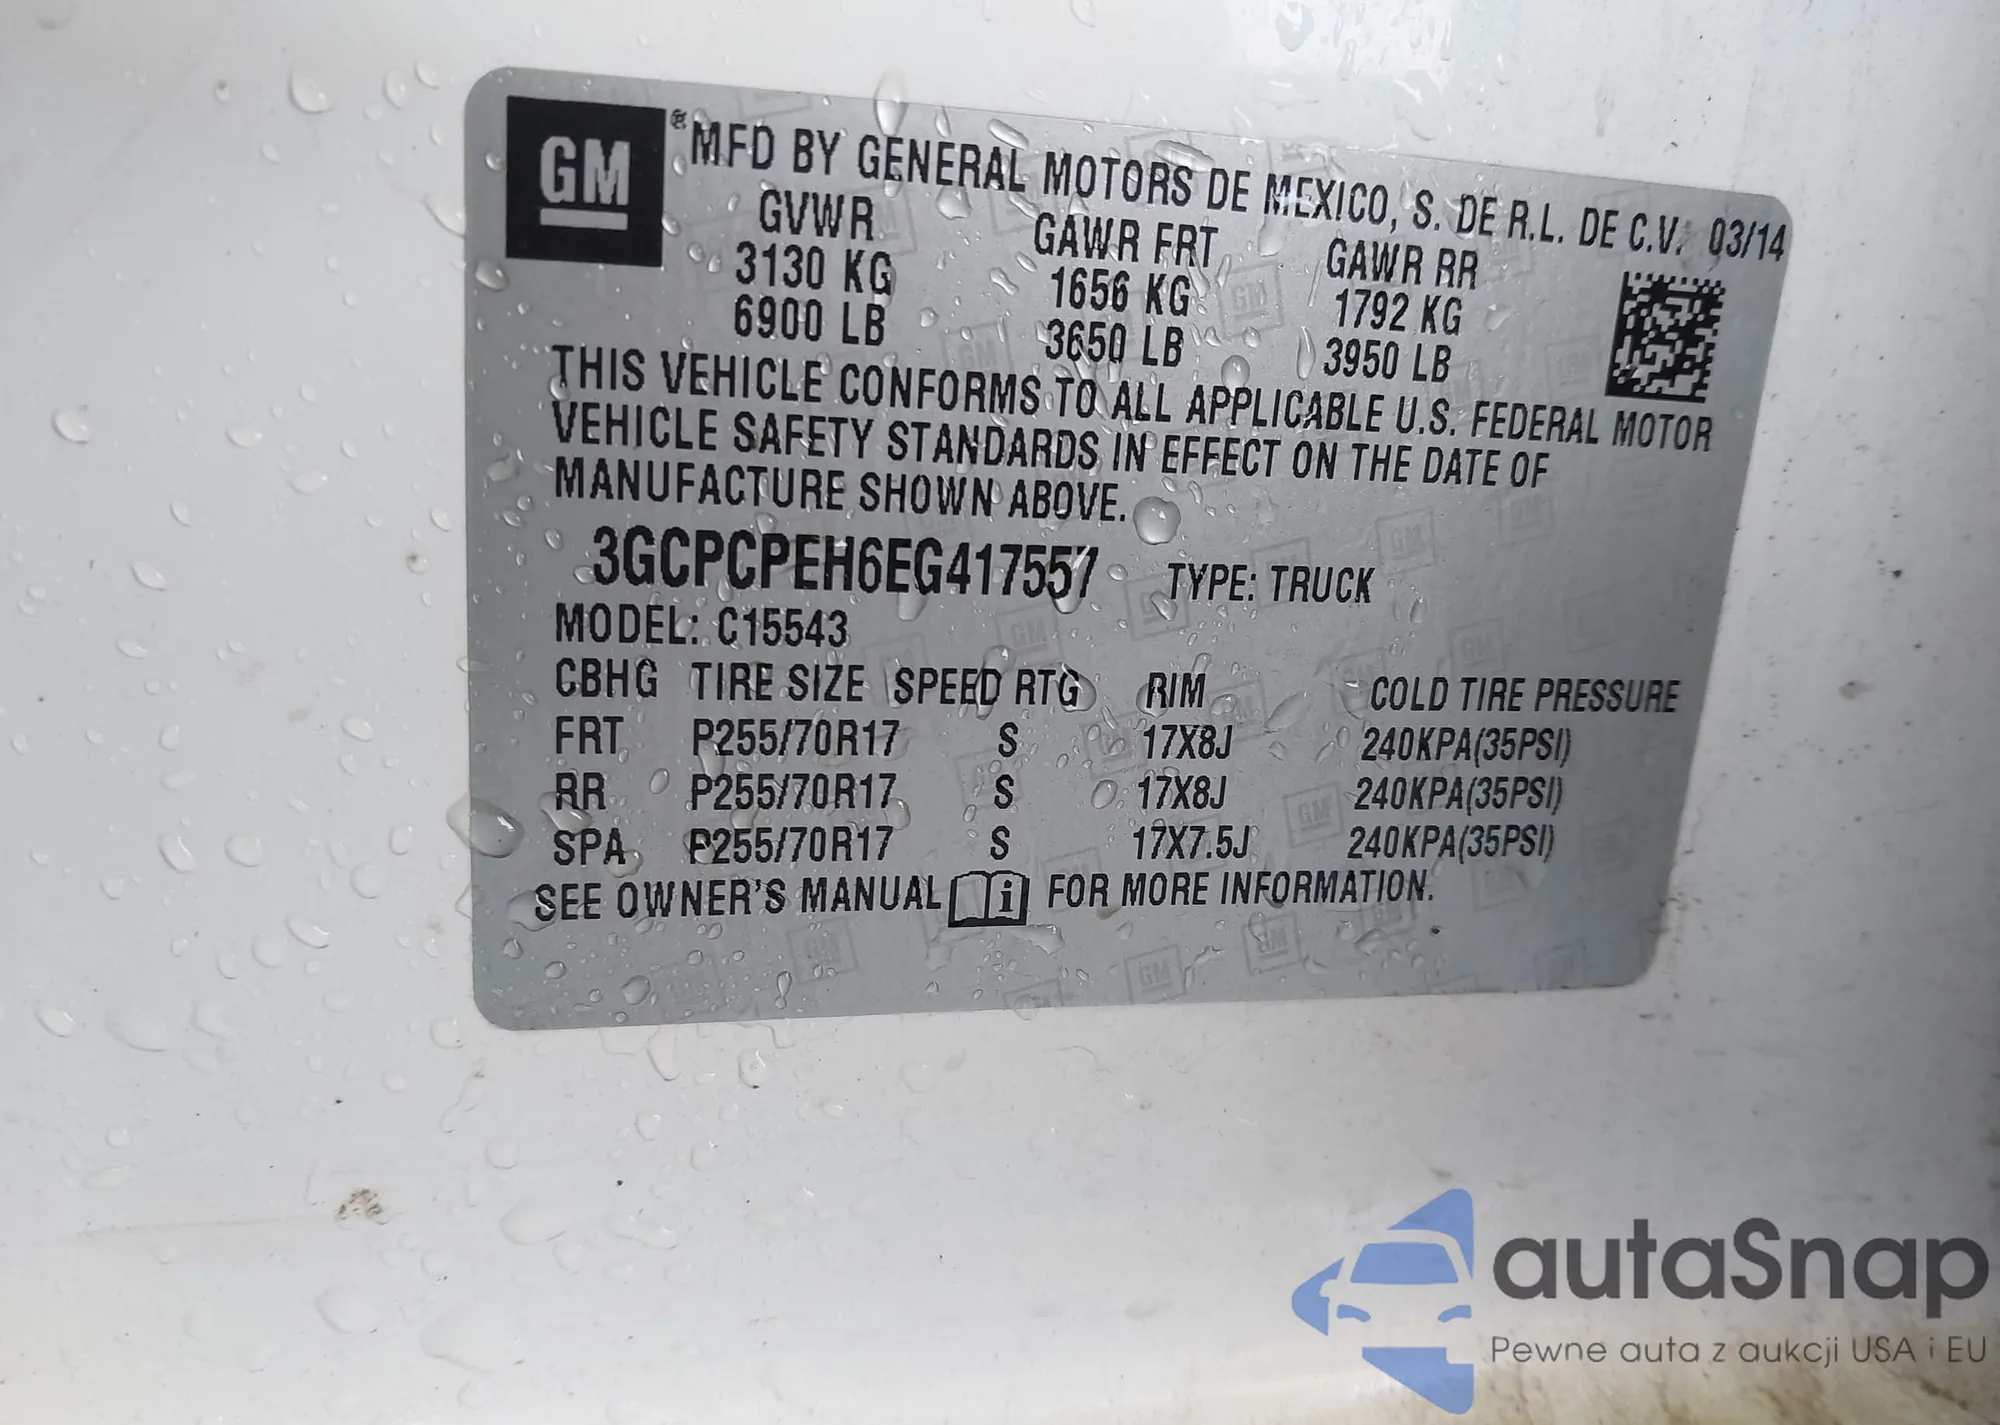 GM ® MFD BY GENERAL MOTORS DE MEXICO, S. DE R.L. DE C.V. 03/14
GVWR GAWR FRT GAWR RR
3130 KG 1656 KG 1792 KG
6900 LB 3650 LB 3950 LB
THIS VEHICLE CONFORMS TO ALL APPLICABLE U.S. FEDERAL MOTOR
VEHICLE SAFETY STANDARDS IN EFFECT ON THE DATE OF
MANUFACTURE SHOWN ABOVE.
3GCPCPEH6EG417557 TYPE: TRUCK
MODEL: C15543
CBHG TIRE SIZE SPEED RTG RIM COLD TIRE PRESSURE
FRT P255/70R17 S 17X8J 240KPA(35PSI)
RR P255/70R17 S 17X8J 240KPA(35PSI)
SPA P255/70R17 S 17X7.5J 240KPA(35PSI)
SEE OWNER'S MANUAL i FOR MORE INFORMATION.
autaSnap
Pewne auta z aukcji USA i EU